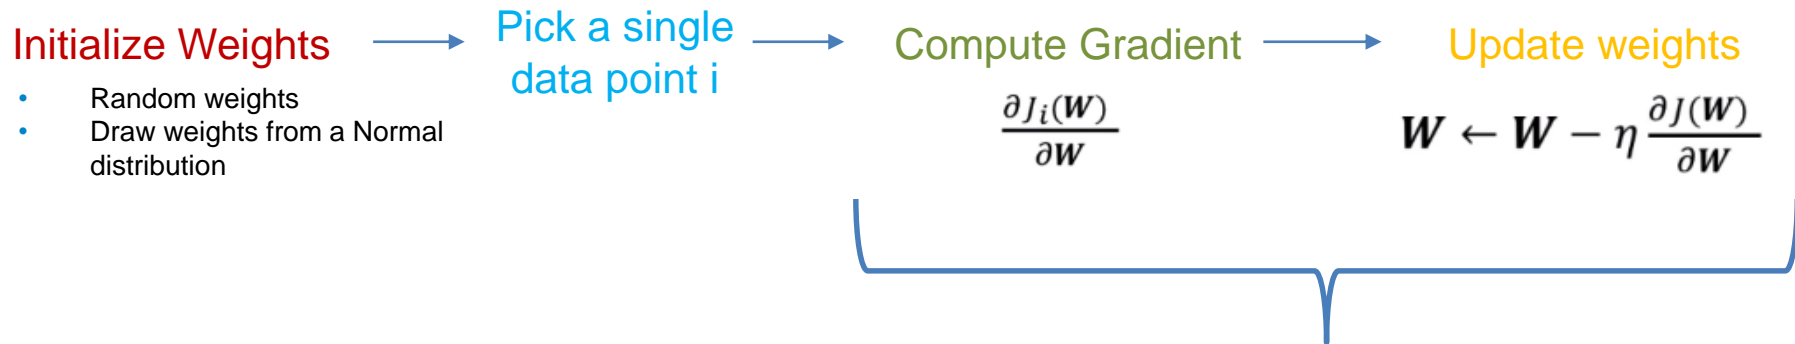 Initialize Weights
• Random weights
• Draw weights from a Normal
distribution
Pick a single
data point i
Compute Gradient
∂J_i(W) / ∂W
Update weights
W ← W − η ∂J(W) / ∂W